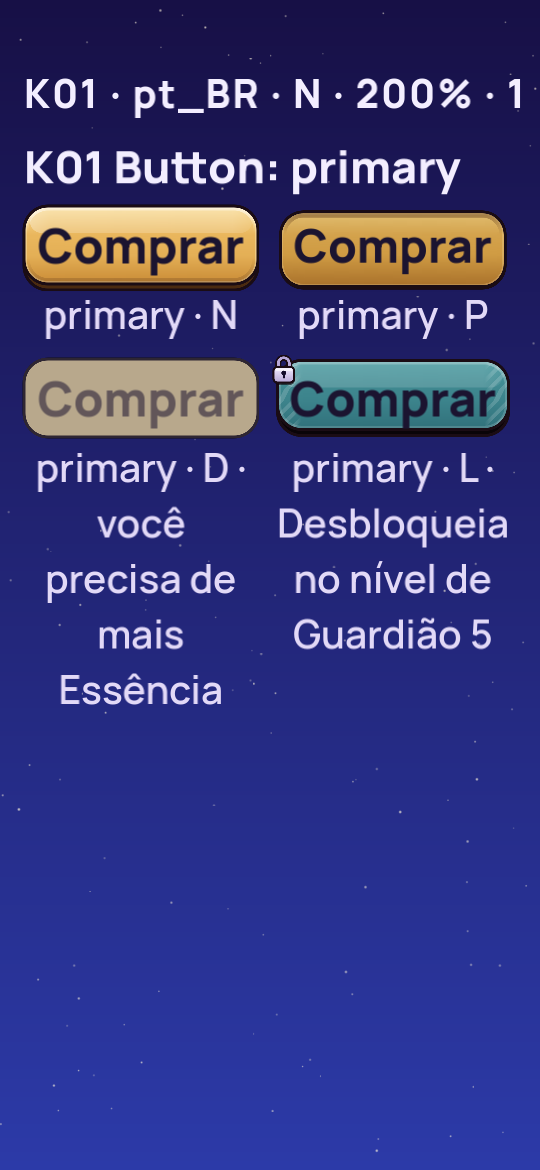 K01 · pt_BR · N · 200% · 1
K01 Button: primary
Comprar
Comprar
primary · N
primary · P
Comprar
Comprar
primary · D ·
você
precisa de
mais
Essência
primary · L ·
Desbloqueia
no nível de
Guardião 5